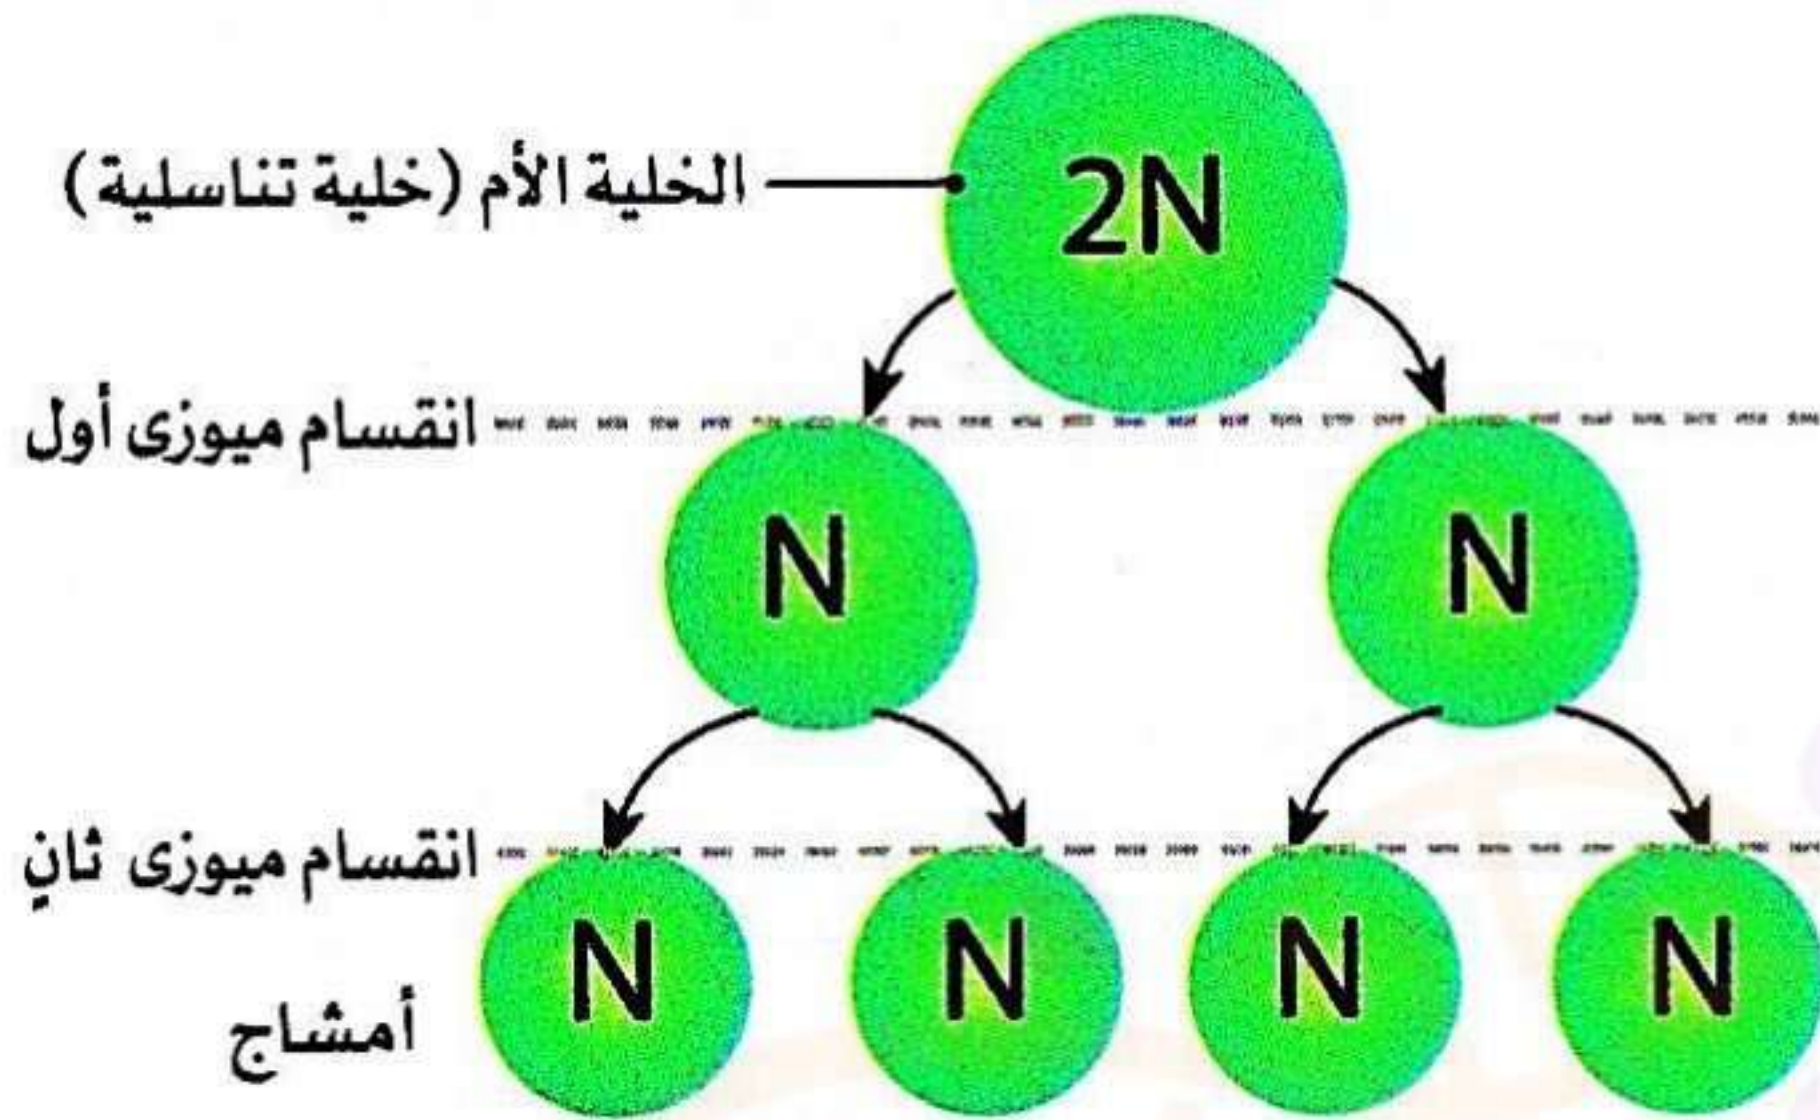 2N
الخلية الأم (خلية تناسلية)
انقسام ميوزى أول
N N
انقسام ميوزى ثانٍ
N N N N
أمشاج